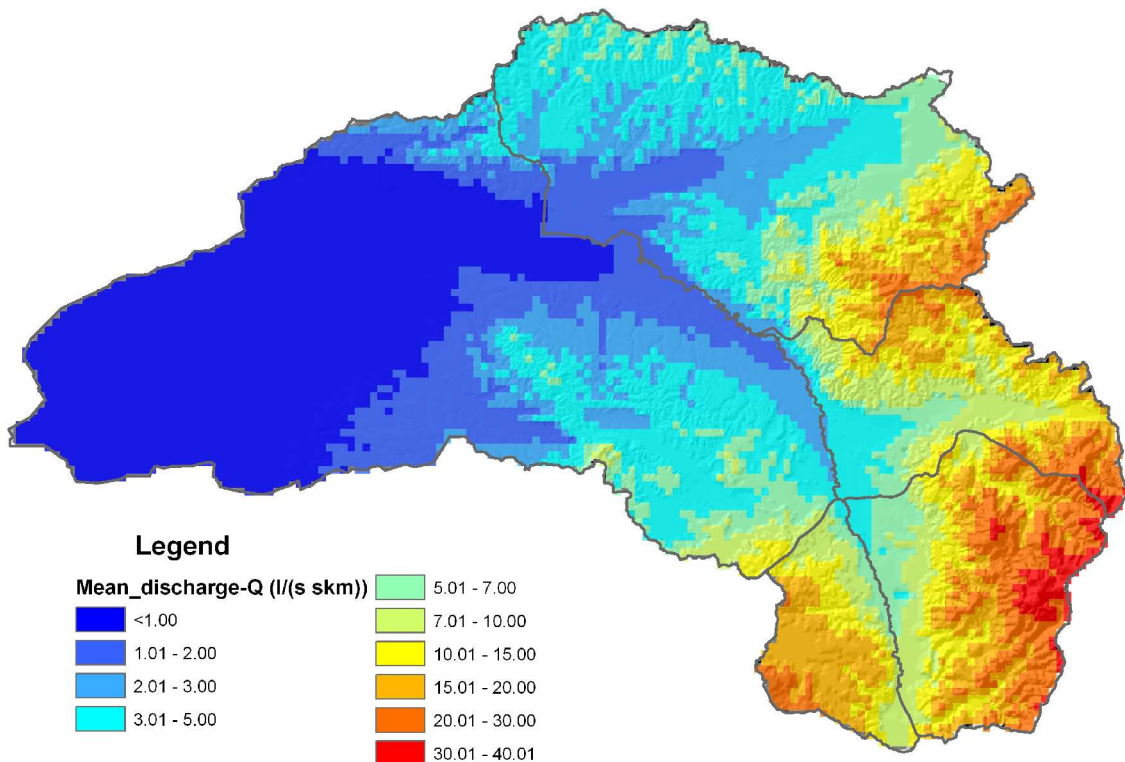 Legend
Mean_discharge-Q (l/(s skm))
<1.00
1.01 - 2.00
2.01 - 3.00
3.01 - 5.00
5.01 - 7.00
7.01 - 10.00
10.01 - 15.00
15.01 - 20.00
20.01 - 30.00
30.01 - 40.01